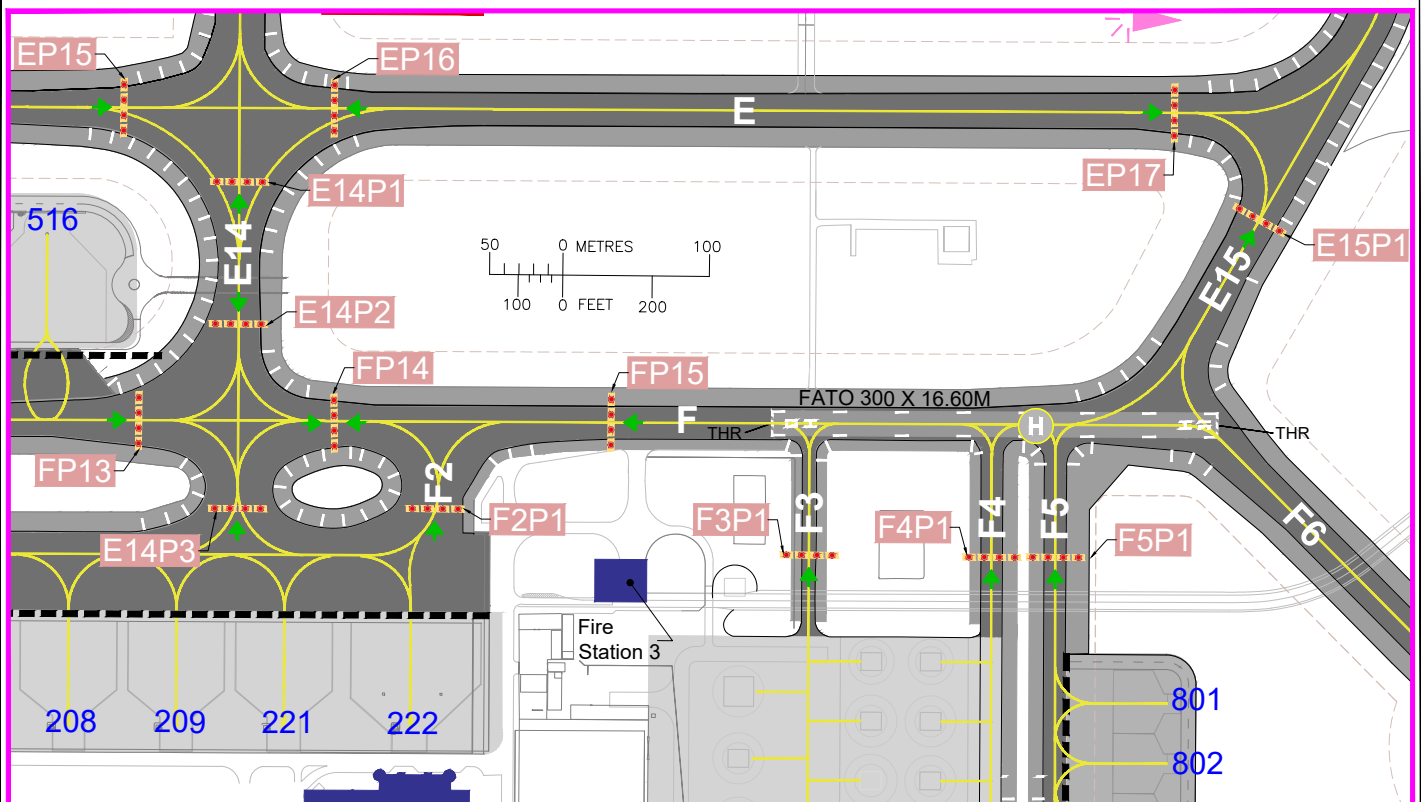 EP15
EP16
E
EP17
E14P1
516
E14
50 0 METRES 100
100 0 FEET 200
E15
E15P1
E14P2
FP14
FP15
FATO 300 X 16.60M
F
THR
H
THR
FP13
F2
F2P1
F3P1
F3
F4P1
F4
F5
F5P1
F6
E14P3
Fire
Station 3
208
209
221
222
801
802